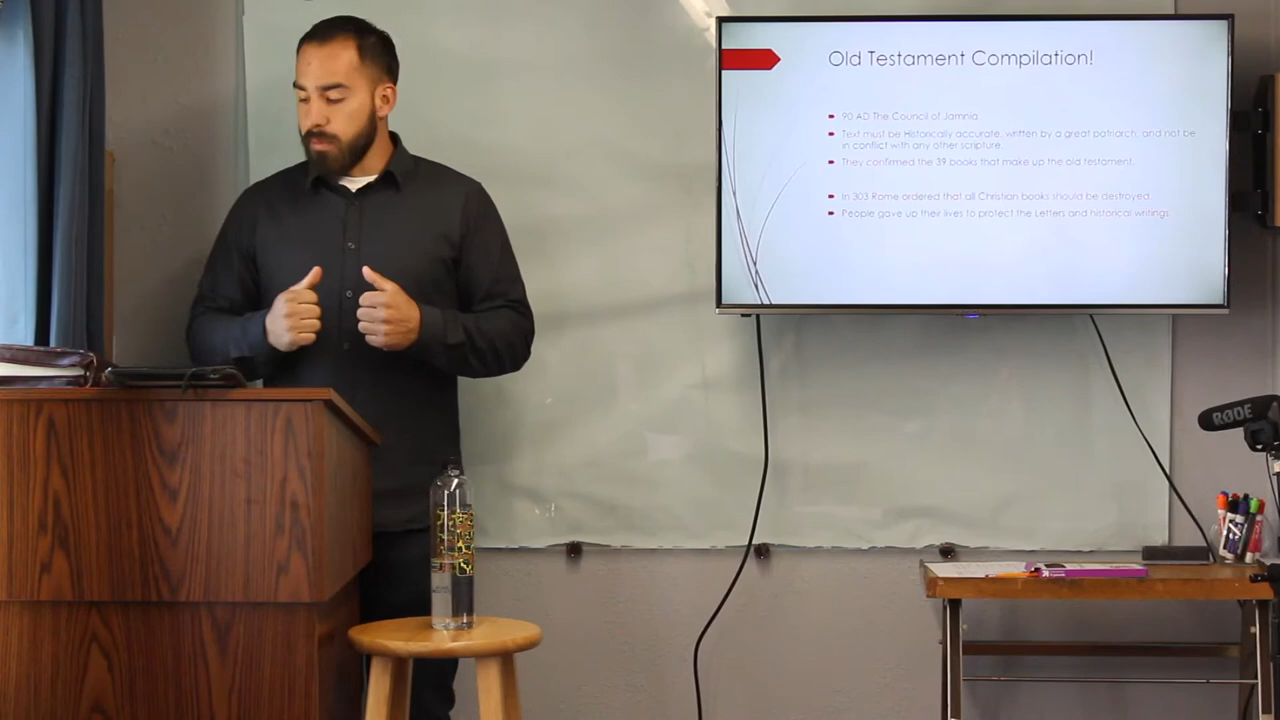 Old Testament Compilation!
90 AD The Council of Jamnia
Text must be Historically accurate, written by a great patriarch, and not be
in conflict with any other scripture.
They confirmed the 39 books that make up the old testament.
In 303 Rome ordered that all Christian books should be destroyed.
People gave up their lives to protect the Letters and historical writings.
RØDE